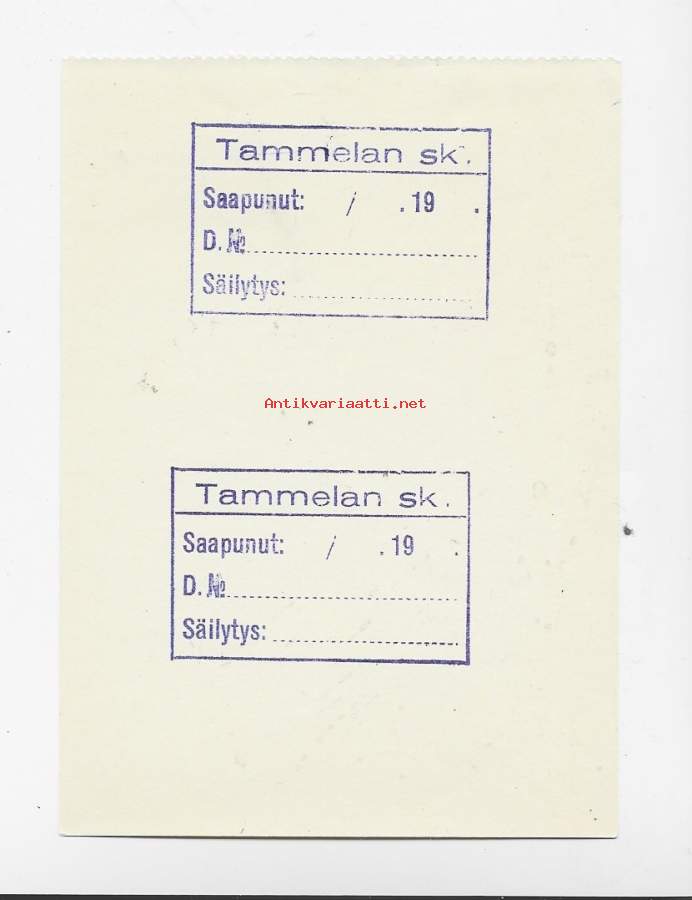 Tammelan sk.
Saapunut: / .19 .
D. №
Säilytys:
Antikvariaatti.net
Tammelan sk.
Saapunut: / .19 .
D. №
Säilytys: